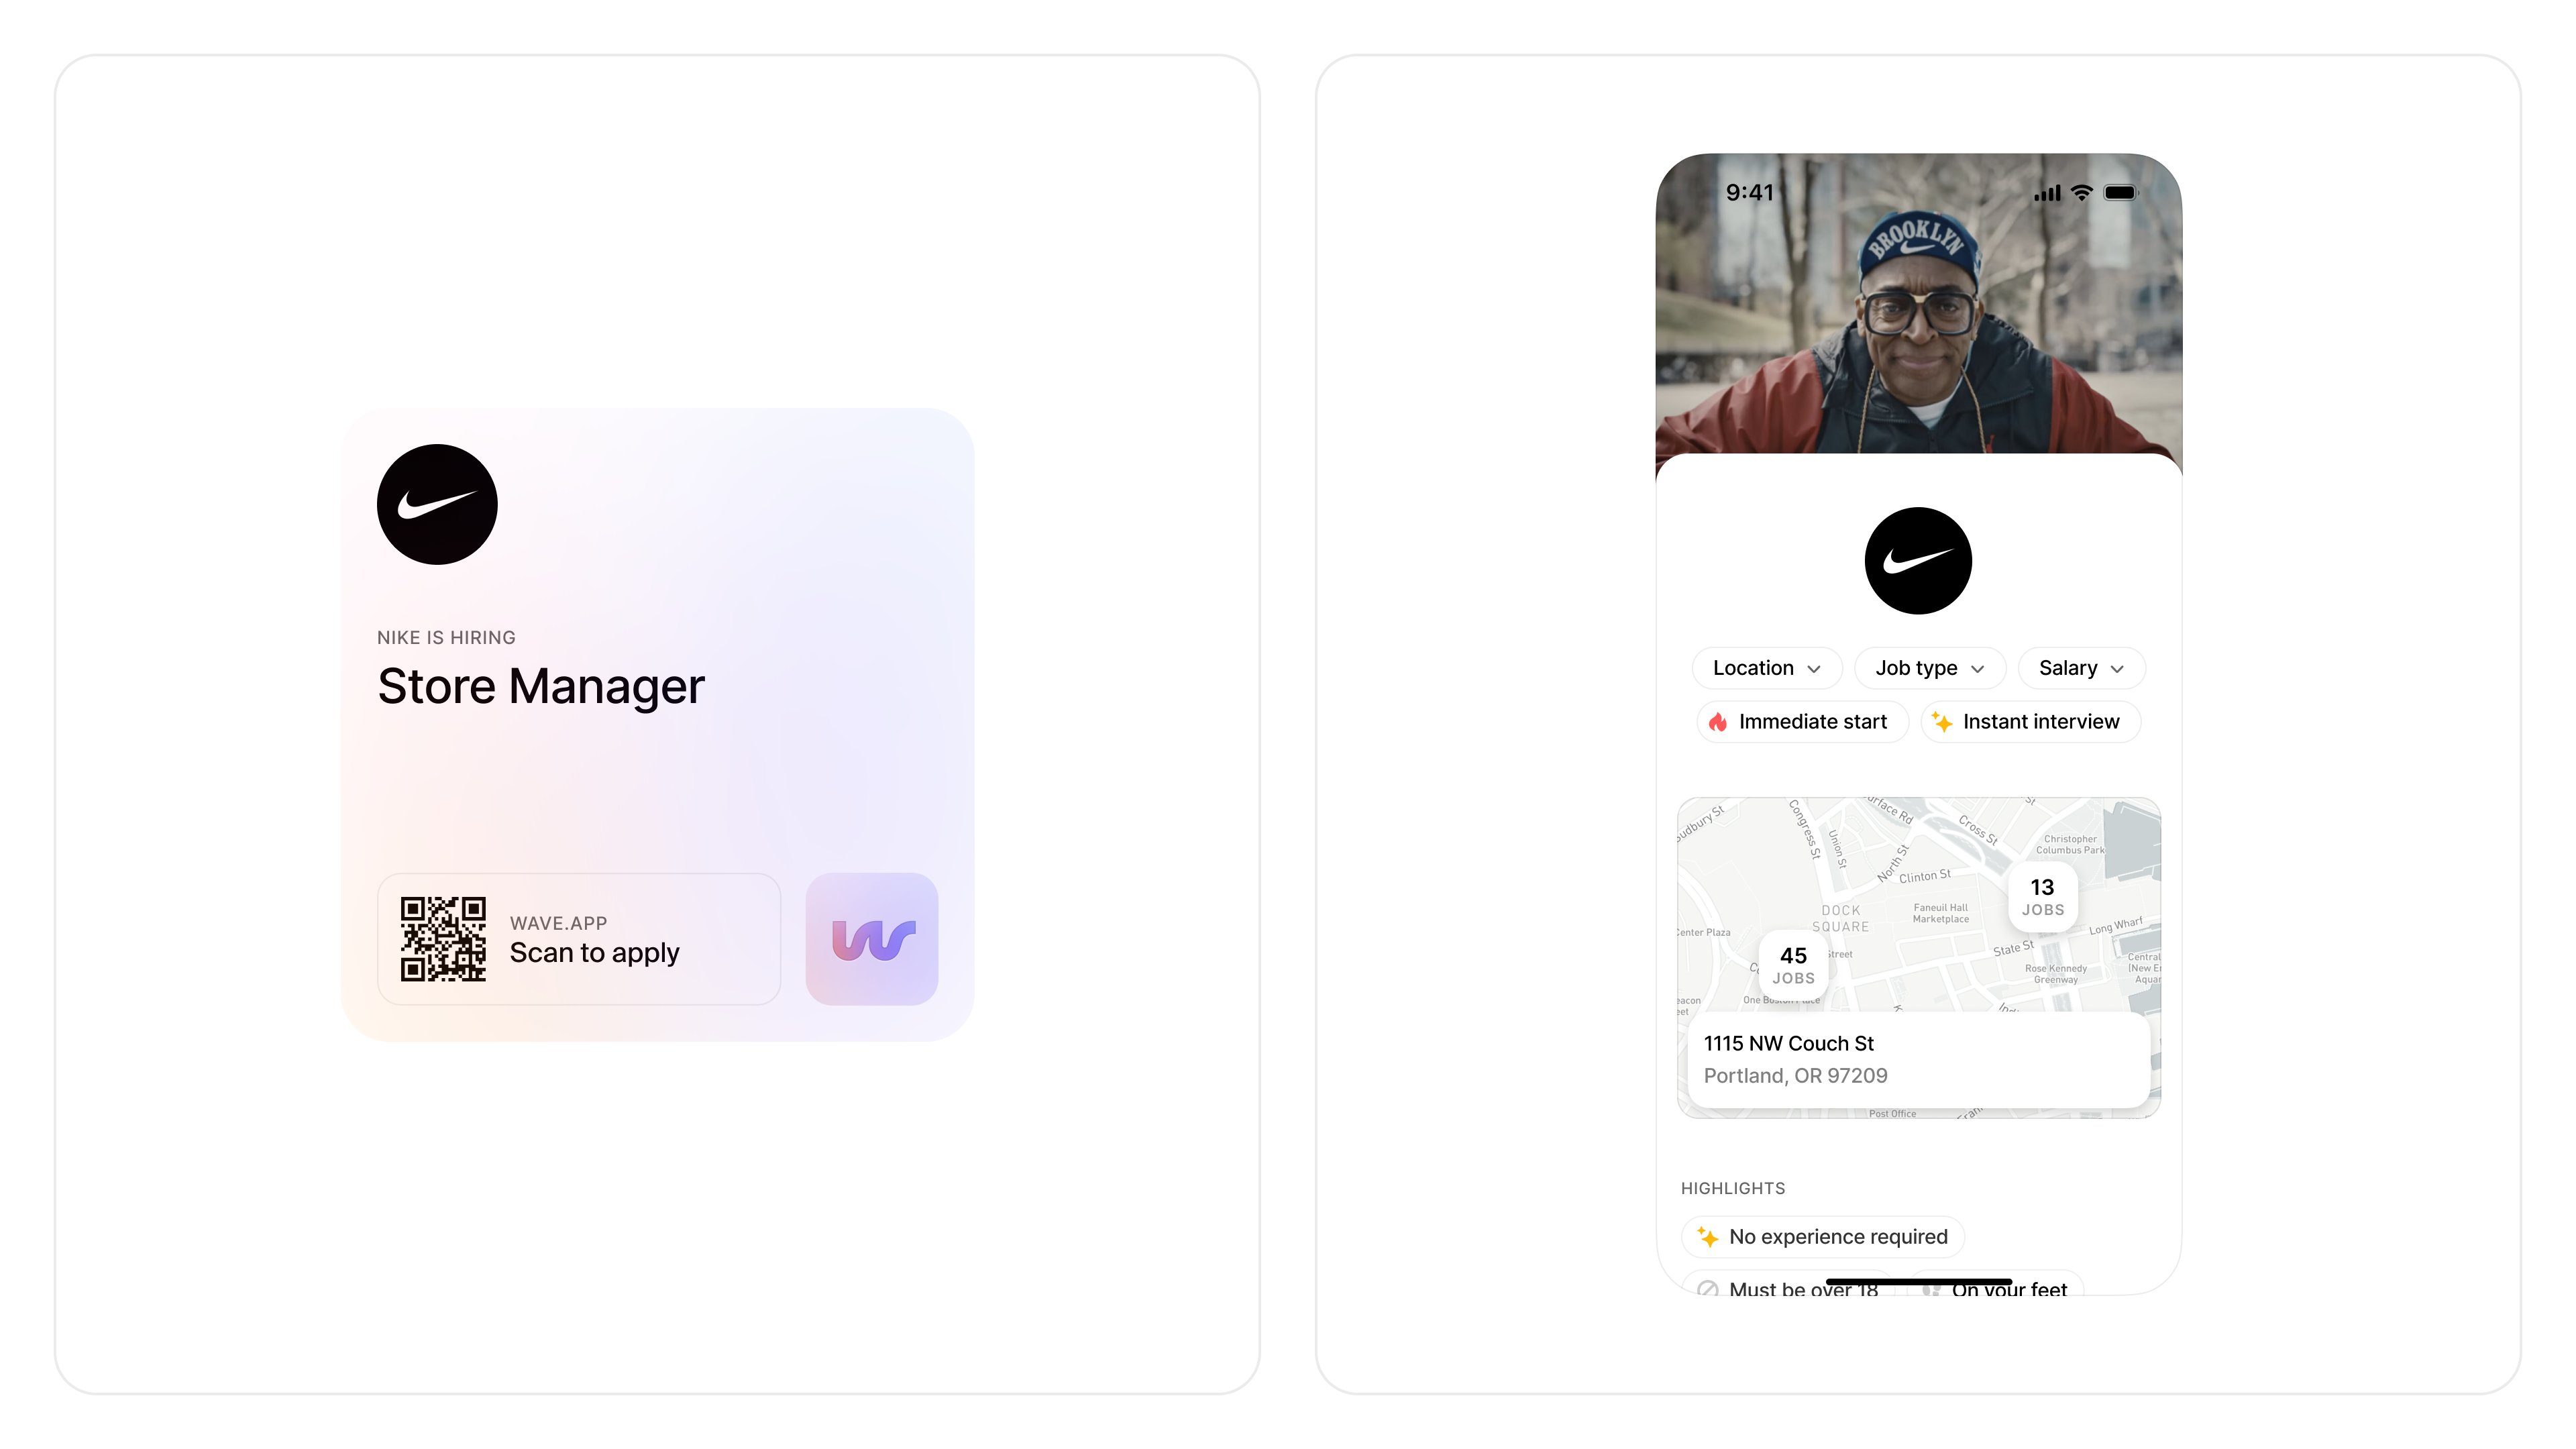 NIKE IS HIRING
Store Manager
WAVE.APP
Scan to apply
9:41
BROOKLYN
Location
Job type
Salary
Immediate start
Instant interview
Congress St
Union St
North St
Cross St
St
Clinton St
Christopher
Columbus Park
13
JOBS
DOCK
SQUARE
Faneuil Hall
Marketplace
Long Wharf
State St
45
JOBS
Street
Rose Kennedy
Greenway
Central
1115 NW Couch St
Portland, OR 97209
Post Office
HIGHLIGHTS
No experience required
Must be over 18
On your feet